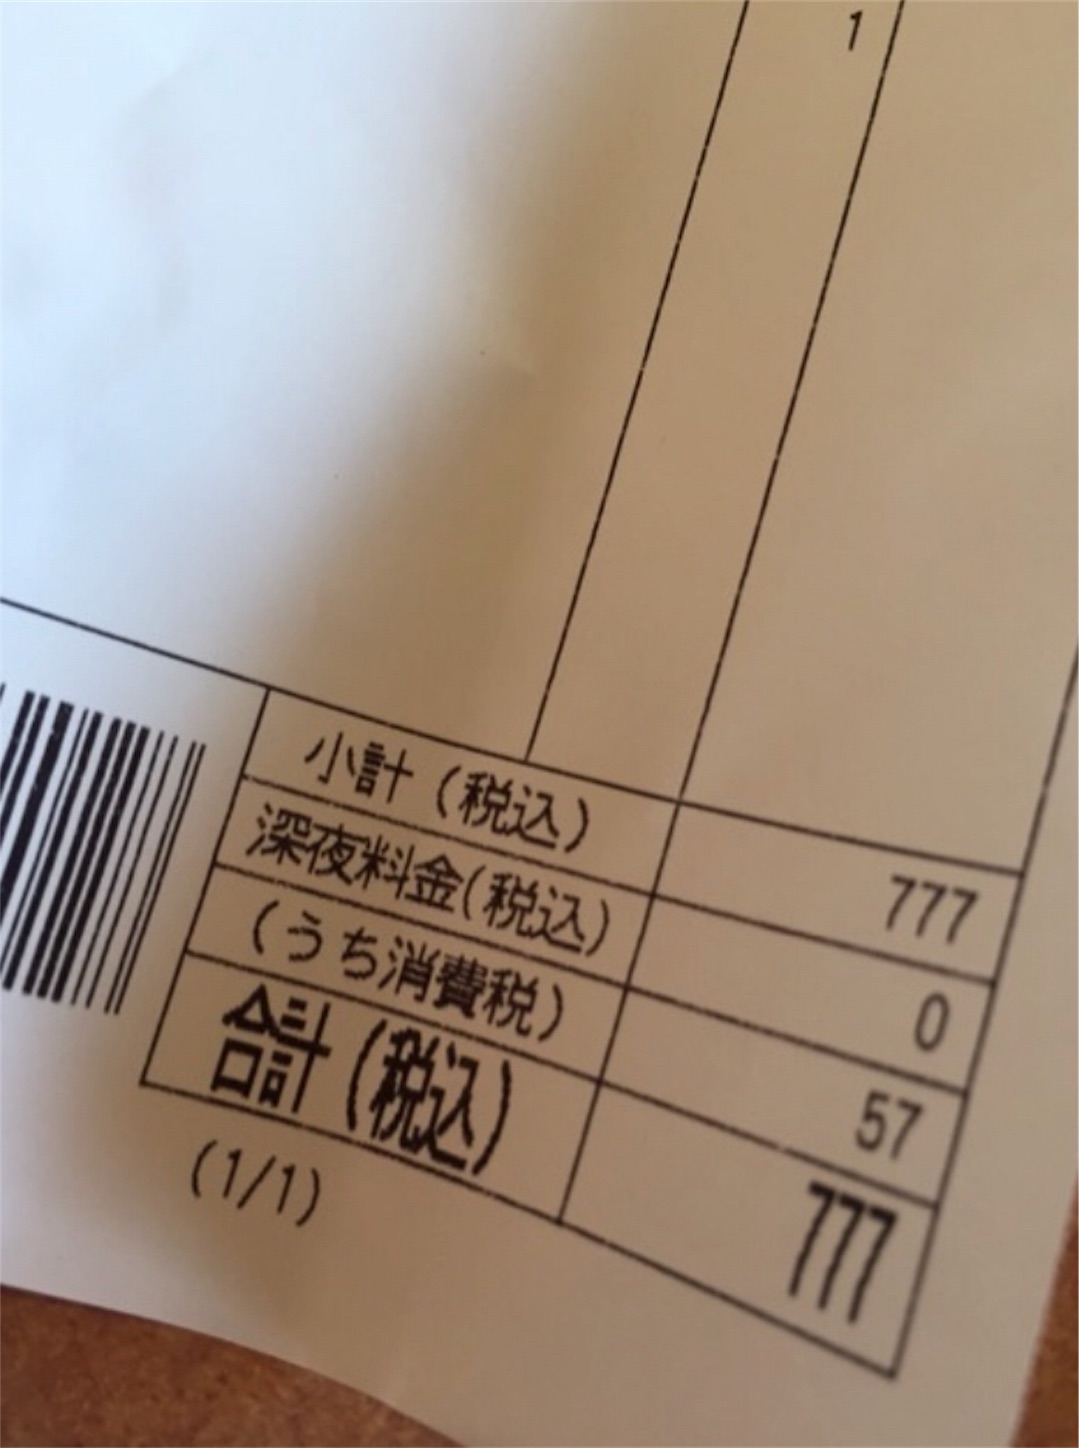 1
小計（税込） 777
深夜料金(税込) 0
（うち消費税） 57
合計（税込） 777
(1/1)